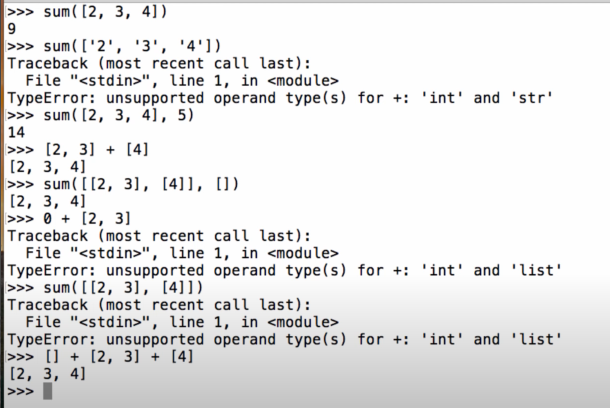 >>> sum([2, 3, 4])
9
>>> sum(['2', '3', '4'])
Traceback (most recent call last):
  File "<stdin>", line 1, in <module>
TypeError: unsupported operand type(s) for +: 'int' and 'str'
>>> sum([2, 3, 4], 5)
14
>>> [2, 3] + [4]
[2, 3, 4]
>>> sum([[2, 3], [4]], [])
[2, 3, 4]
>>> 0 + [2, 3]
Traceback (most recent call last):
  File "<stdin>", line 1, in <module>
TypeError: unsupported operand type(s) for +: 'int' and 'list'
>>> sum([[2, 3], [4]])
Traceback (most recent call last):
  File "<stdin>", line 1, in <module>
TypeError: unsupported operand type(s) for +: 'int' and 'list'
>>> [] + [2, 3] + [4]
[2, 3, 4]
>>>